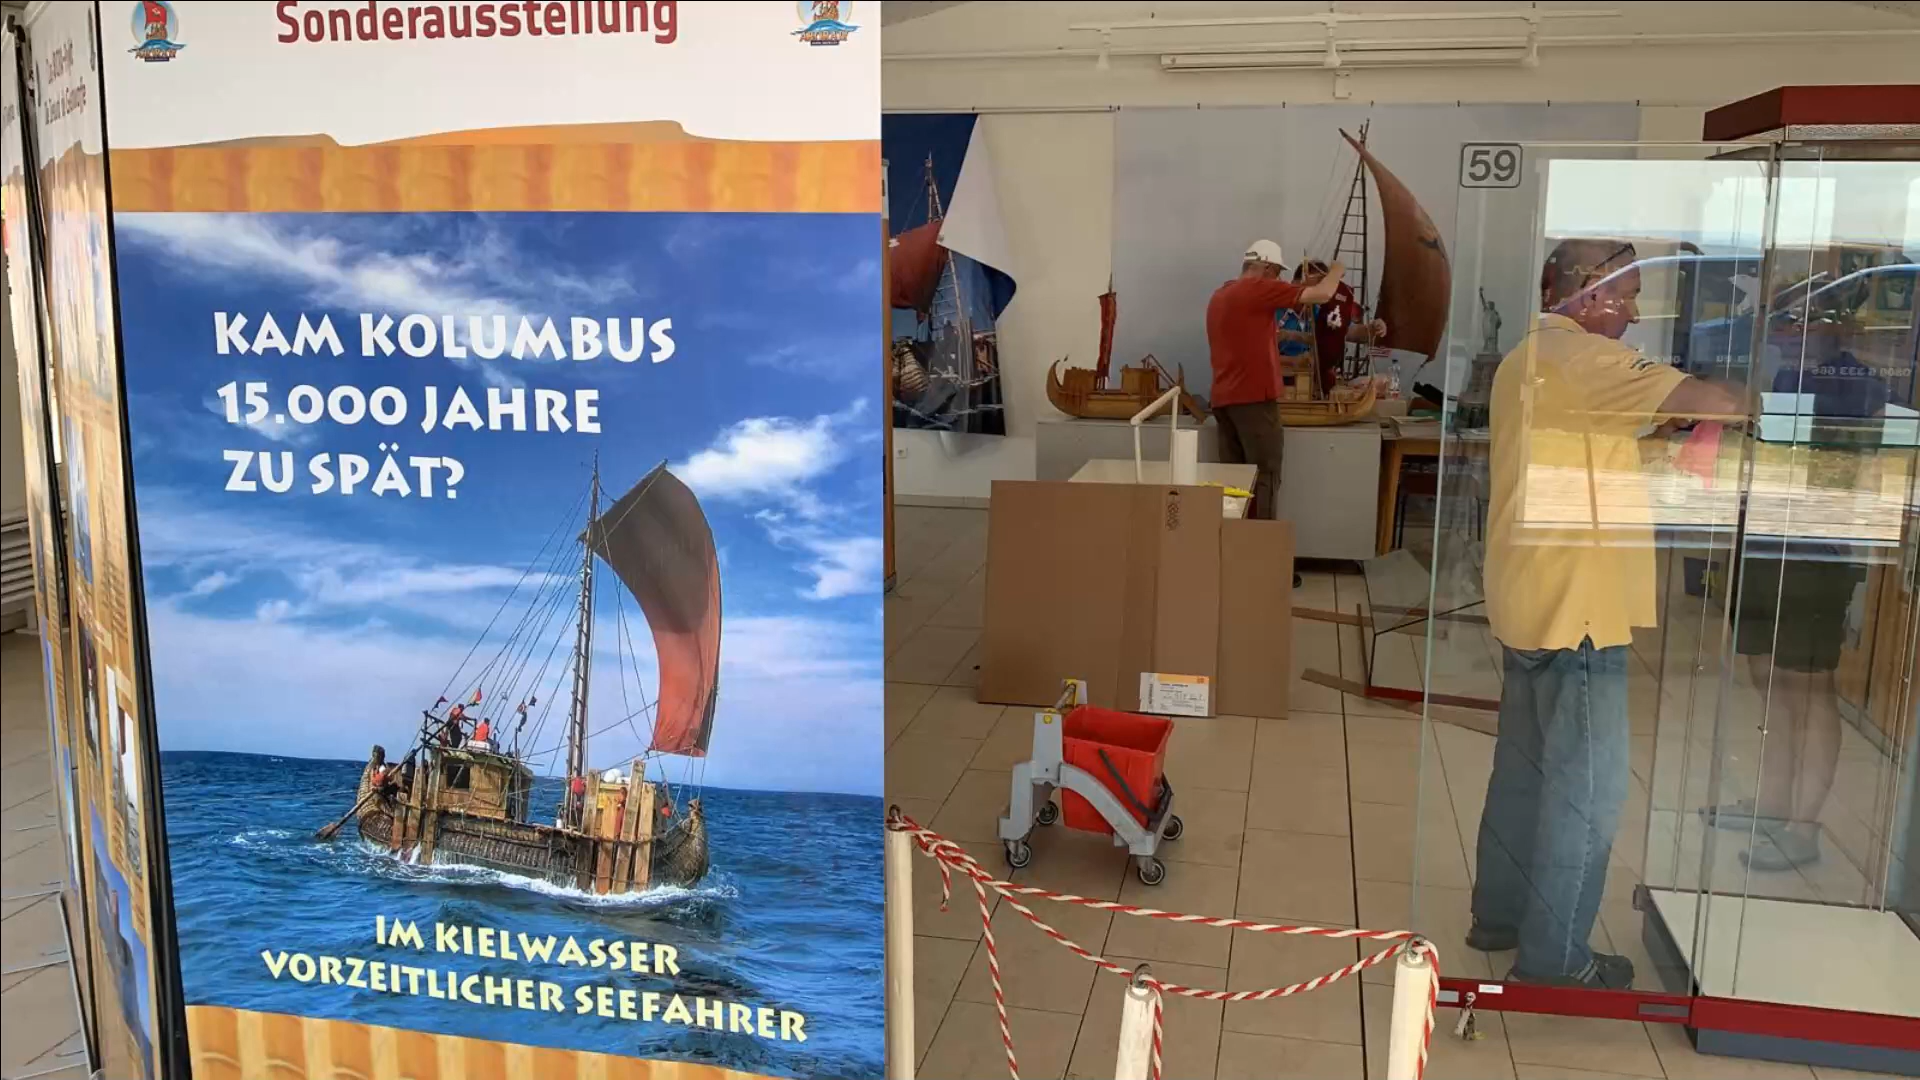 Sonderausstellung
KAM KOLUMBUS
15.000 JAHRE
ZU SPÄT?
IM KIELWASSER
VORZEITLICHER SEEFAHRER
59